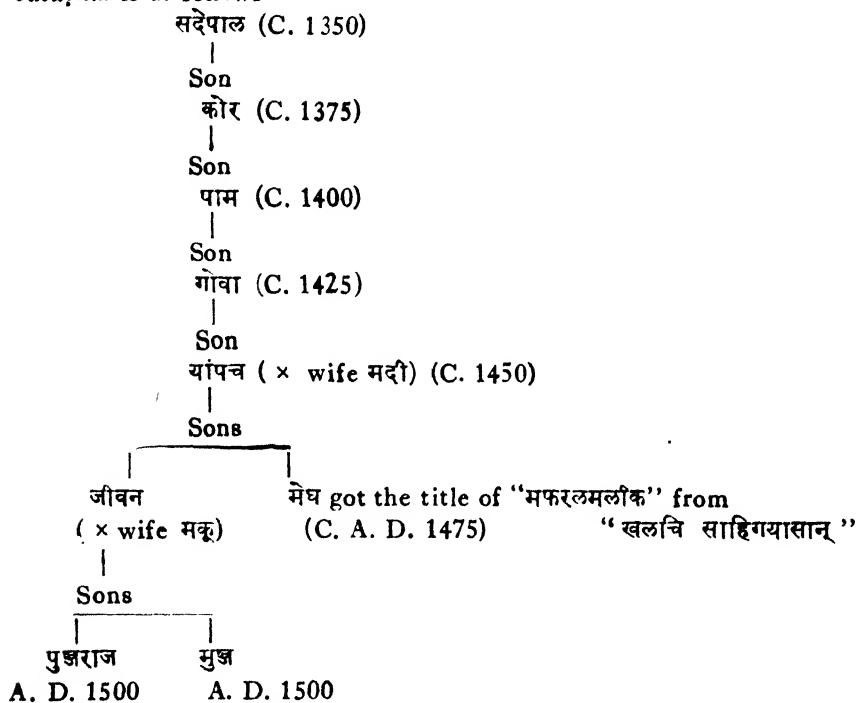 सदेपाल (C. 1350)
Son
कोर (C. 1375)
Son
पाम (C. 1400)
Son
गोवा (C. 1425)
Son
यांपच ( × wife मदी) (C. 1450)
Sons
जीवन मेघ got the title of “मफरलमलीक” from
( × wife मकू) (C. A. D. 1475) “ खलचि साहिगयासान् ”
Sons
पुञ्जराज मुञ्ज
A. D. 1500 A. D. 1500